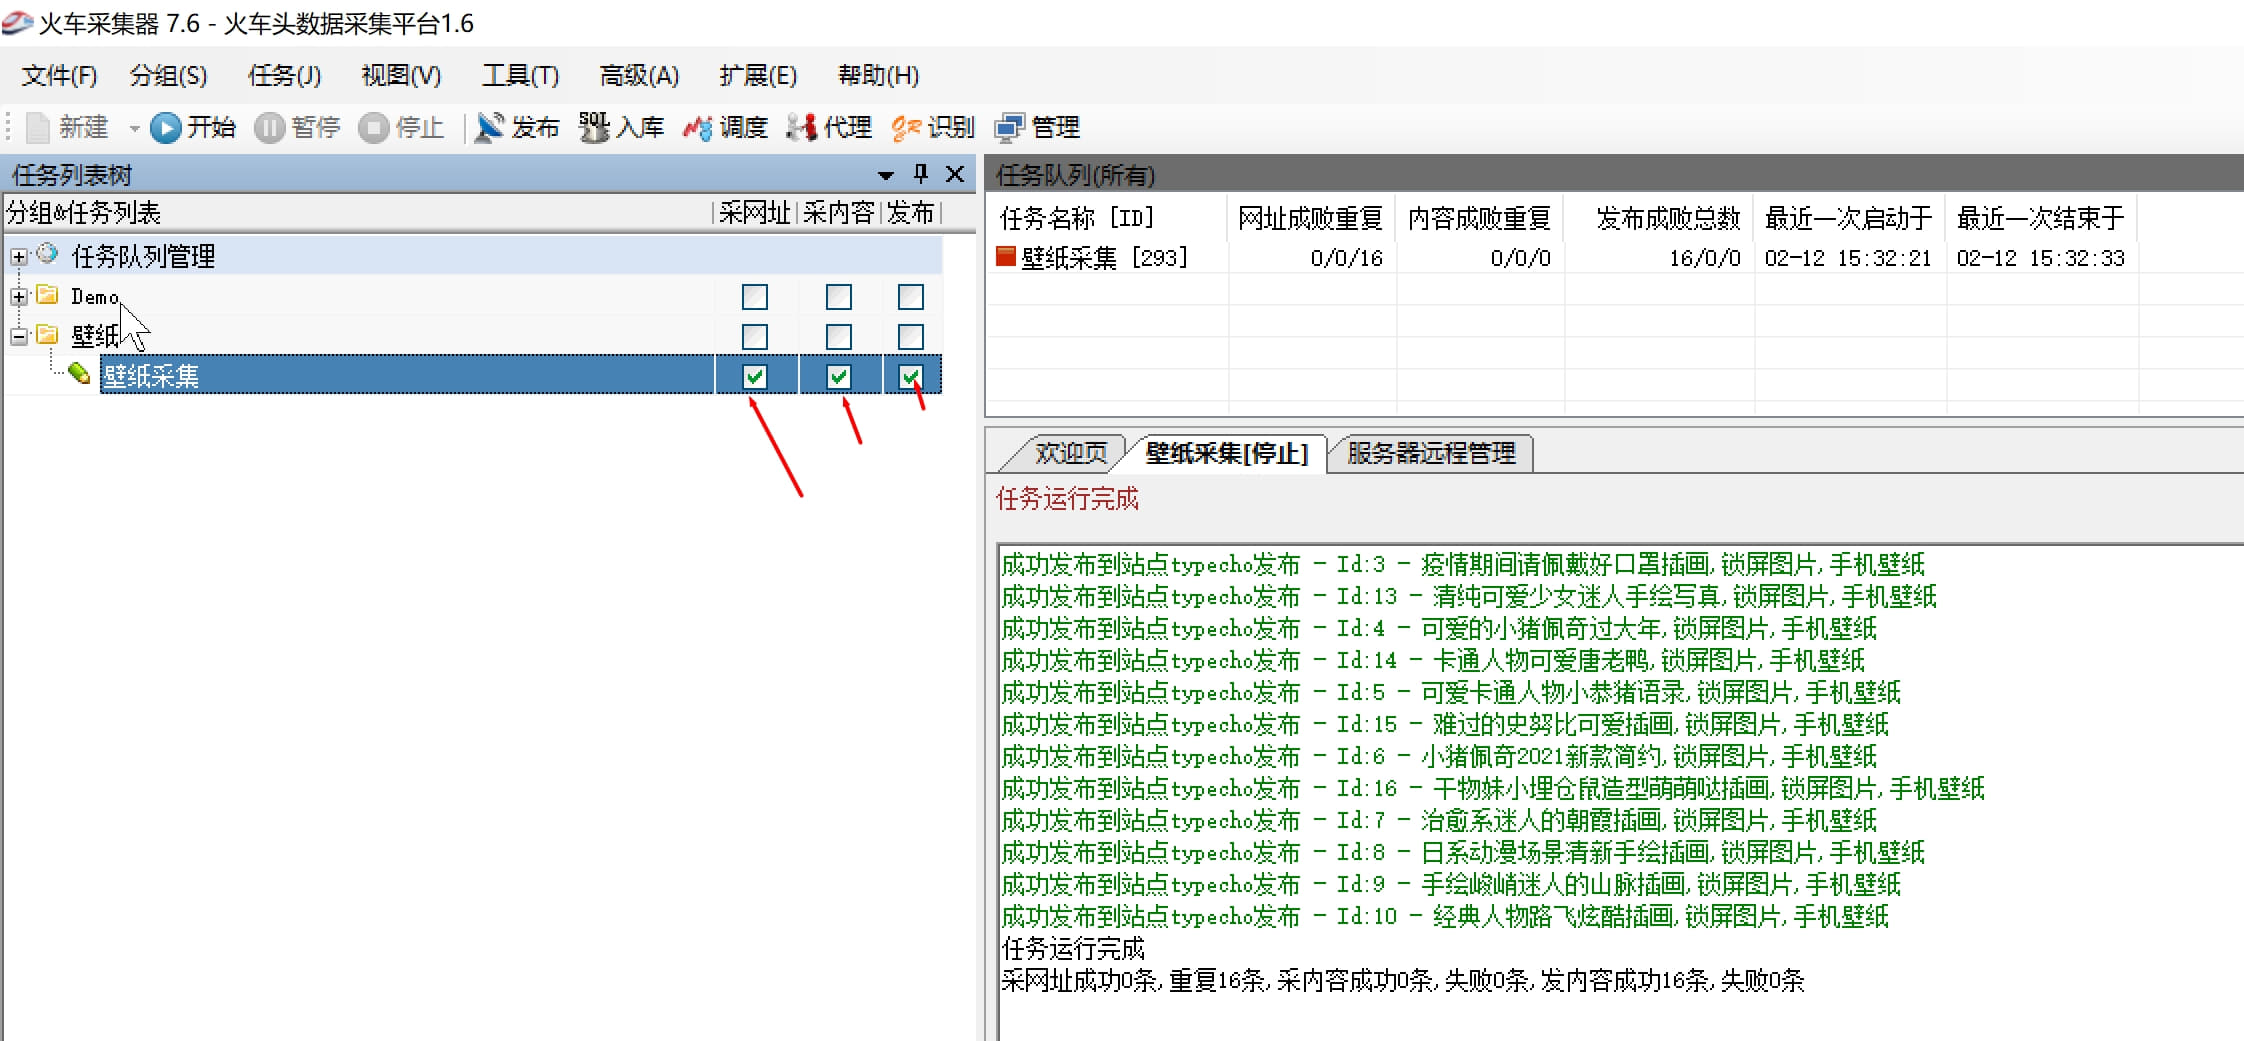 火车采集器 7.6 - 火车头数据采集平台1.6
文件(F) 分组(S) 任务(J) 视图(V) 工具(T) 高级(A) 扩展(E) 帮助(H)
新建 开始 暂停 停止 发布 入库 调度 代理 识别 管理
任务列表树
分组&任务列表 采网址 采内容 发布
任务队列管理
Demo
壁纸
壁纸采集
任务队列(所有)
任务名称 [ID] 网址成败重复 内容成败重复 发布成败总数 最近一次启动于 最近一次结束于
壁纸采集 [293] 0/0/16 0/0/0 16/0/0 02-12 15:32:21 02-12 15:32:33
欢迎页 壁纸采集[停止] 服务器远程管理
任务运行完成
成功发布到站点typecho发布 - Id:3 - 疫情期间请佩戴好口罩插画,锁屏图片,手机壁纸
成功发布到站点typecho发布 - Id:13 - 清纯可爱少女迷人手绘写真,锁屏图片,手机壁纸
成功发布到站点typecho发布 - Id:4 - 可爱的小猪佩奇过大年,锁屏图片,手机壁纸
成功发布到站点typecho发布 - Id:14 - 卡通人物可爱唐老鸭,锁屏图片,手机壁纸
成功发布到站点typecho发布 - Id:5 - 可爱卡通人物小恭猪语录,锁屏图片,手机壁纸
成功发布到站点typecho发布 - Id:15 - 难过的史努比可爱插画,锁屏图片,手机壁纸
成功发布到站点typecho发布 - Id:6 - 小猪佩奇2021新款简约,锁屏图片,手机壁纸
成功发布到站点typecho发布 - Id:16 - 干物妹小埋仓鼠造型萌萌哒插画,锁屏图片,手机壁纸
成功发布到站点typecho发布 - Id:7 - 治愈系迷人的朝霞插画,锁屏图片,手机壁纸
成功发布到站点typecho发布 - Id:8 - 日系动漫场景清新手绘插画,锁屏图片,手机壁纸
成功发布到站点typecho发布 - Id:9 - 手绘峻峭迷人的山脉插画,锁屏图片,手机壁纸
成功发布到站点typecho发布 - Id:10 - 经典人物路飞炫酷插画,锁屏图片,手机壁纸
任务运行完成
采网址成功0条,重复16条,采内容成功0条,失败0条,发内容成功16条,失败0条